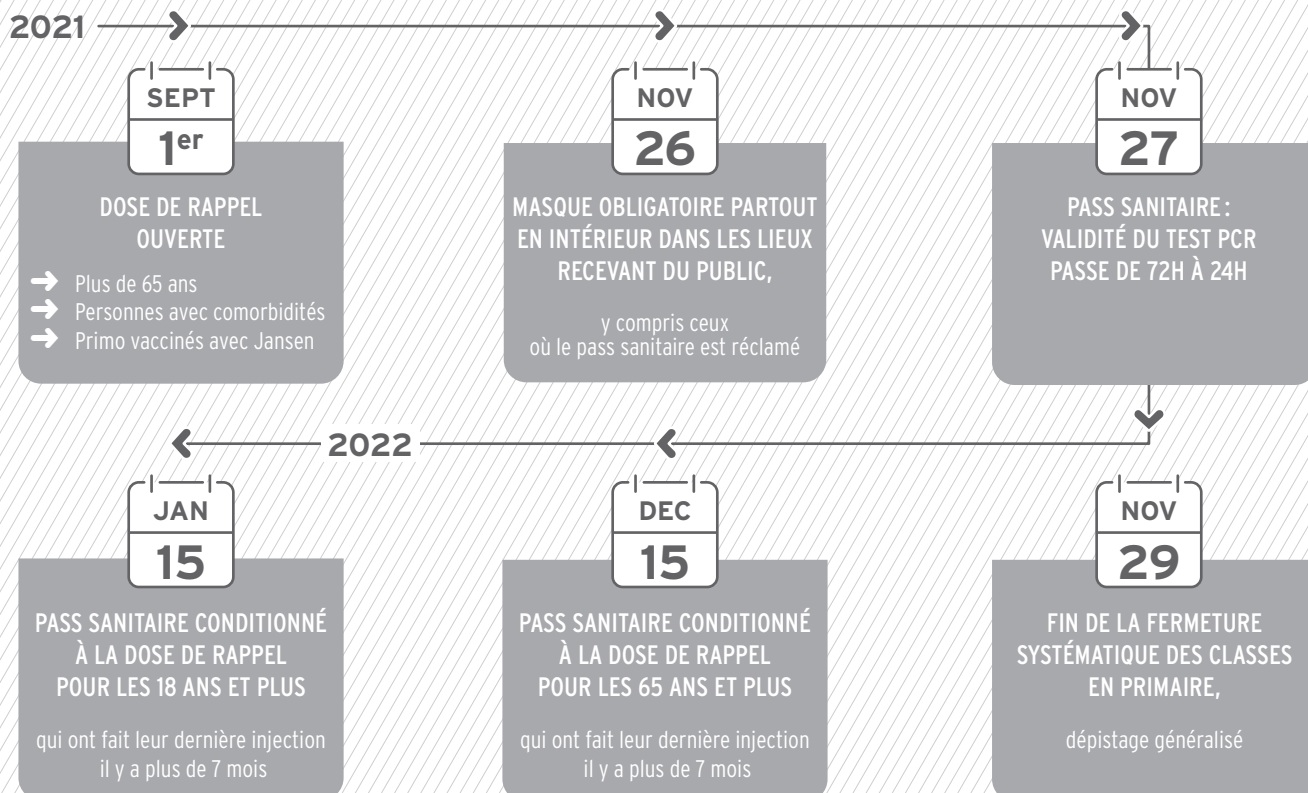 2021
SEPT
1er
DOSE DE RAPPEL
OUVERTE
Plus de 65 ans
Personnes avec comorbidités
Primo vaccinés avec Jansen
NOV
26
MASQUE OBLIGATOIRE PARTOUT
EN INTÉRIEUR DANS LES LIEUX
RECEVANT DU PUBLIC,
y compris ceux
où le pass sanitaire est réclamé
NOV
27
PASS SANITAIRE :
VALIDITÉ DU TEST PCR
PASSE DE 72H À 24H
NOV
29
FIN DE LA FERMETURE
SYSTÉMATIQUE DES CLASSES
EN PRIMAIRE,
dépistage généralisé
DEC
15
PASS SANITAIRE CONDITIONNÉ
À LA DOSE DE RAPPEL
POUR LES 65 ANS ET PLUS
qui ont fait leur dernière injection
il y a plus de 7 mois
2022
JAN
15
PASS SANITAIRE CONDITIONNÉ
À LA DOSE DE RAPPEL
POUR LES 18 ANS ET PLUS
qui ont fait leur dernière injection
il y a plus de 7 mois